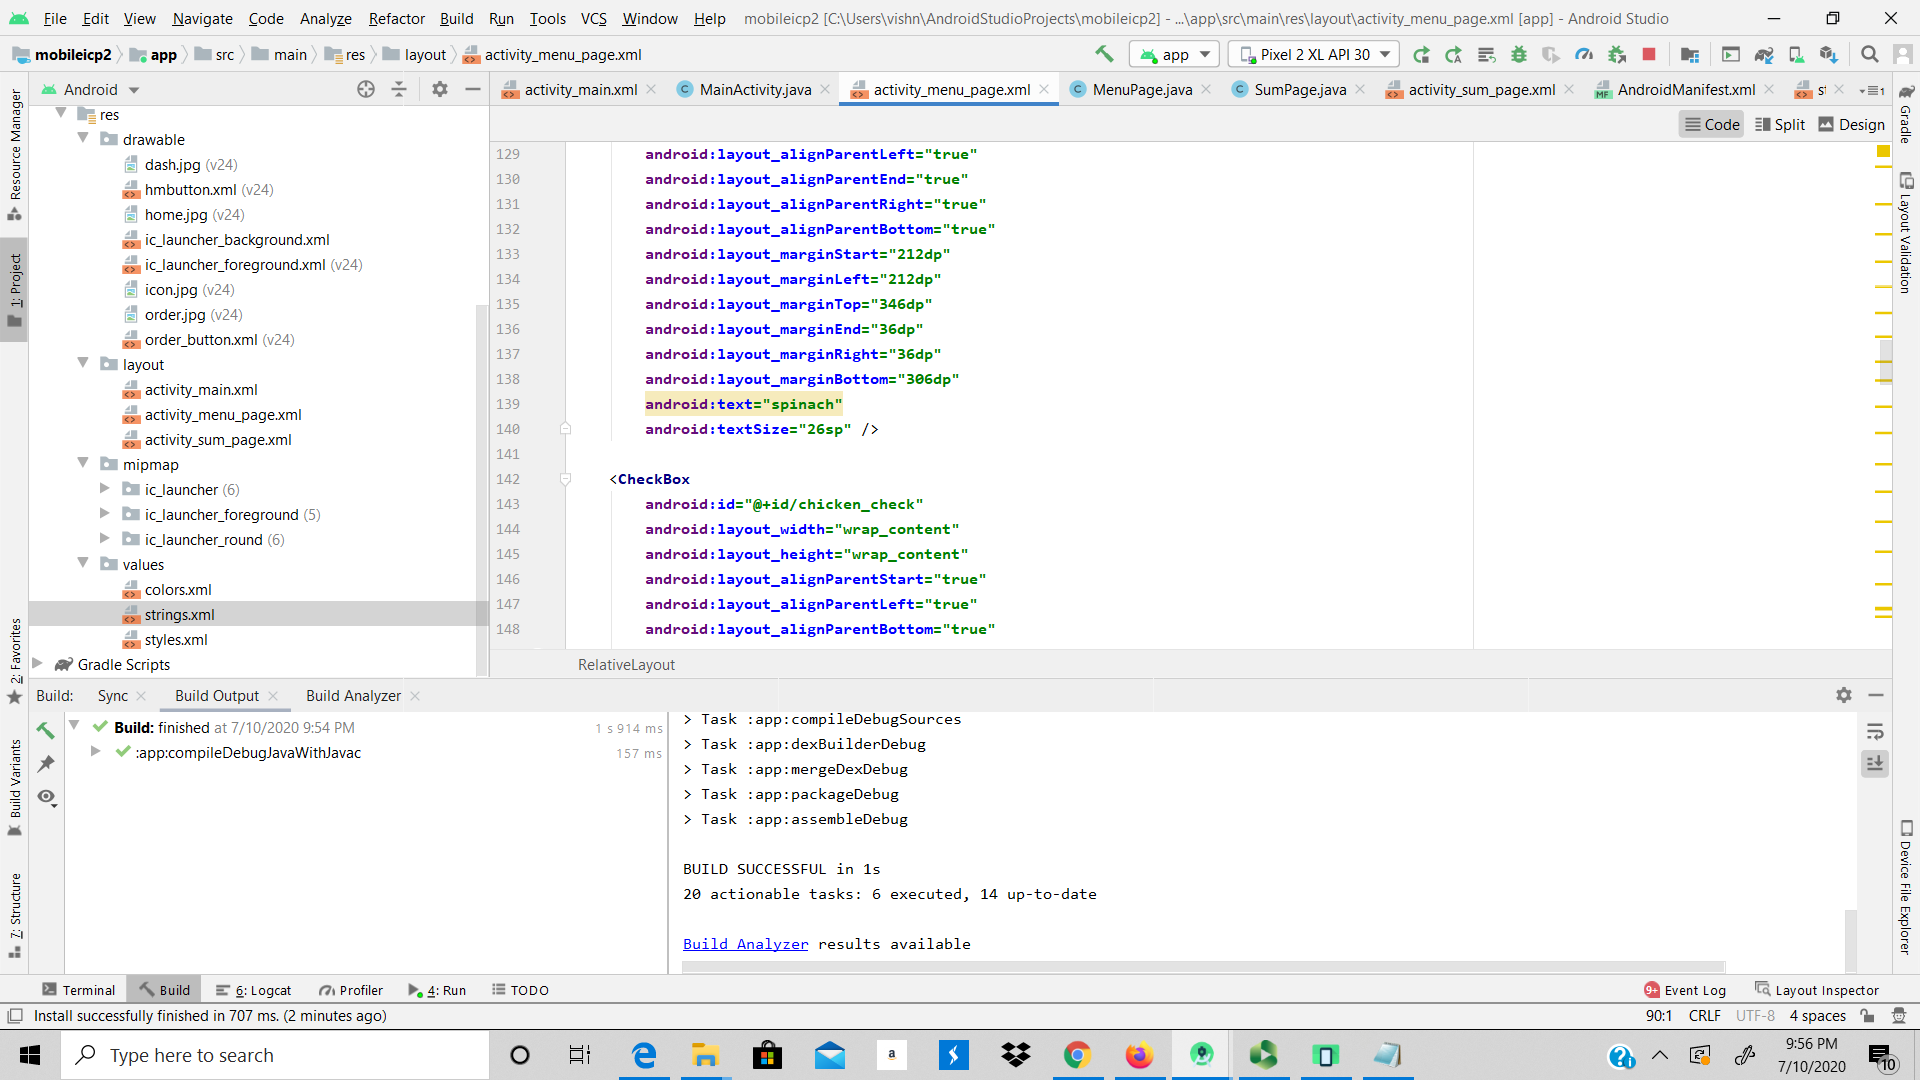 File Edit View Navigate Code Analyze Refactor Build Run Tools VCS Window Help mobileicp2 [C:\Users\vishn\AndroidStudioProjects\mobileicp2] - ...\app\src\main\res\layout\activity_menu_page.xml [app] - Android Studio
mobileicp2 app src main res layout activity_menu_page.xml app Pixel 2 XL API 30
Android activity_main.xml MainActivity.java activity_menu_page.xml MenuPage.java SumPage.java activity_sum_page.xml AndroidManifest.xml
Code Split Design
Resource Manager
1: Project
2: Favorites
Build Variants
7: Structure
res
drawable
dash.jpg (v24)
hmbutton.xml (v24)
home.jpg (v24)
ic_launcher_background.xml
ic_launcher_foreground.xml (v24)
icon.jpg (v24)
order.jpg (v24)
order_button.xml (v24)
layout
activity_main.xml
activity_menu_page.xml
activity_sum_page.xml
mipmap
ic_launcher (6)
ic_launcher_foreground (5)
ic_launcher_round (6)
values
colors.xml
strings.xml
styles.xml
Gradle Scripts
129 android:layout_alignParentLeft="true"
130 android:layout_alignParentEnd="true"
131 android:layout_alignParentRight="true"
132 android:layout_alignParentBottom="true"
133 android:layout_marginStart="212dp"
134 android:layout_marginLeft="212dp"
135 android:layout_marginTop="346dp"
136 android:layout_marginEnd="36dp"
137 android:layout_marginRight="36dp"
138 android:layout_marginBottom="306dp"
139 android:text="spinach"
140 android:textSize="26sp" />
141
142 <CheckBox
143 android:id="@+id/chicken_check"
144 android:layout_width="wrap_content"
145 android:layout_height="wrap_content"
146 android:layout_alignParentStart="true"
147 android:layout_alignParentLeft="true"
148 android:layout_alignParentBottom="true"
RelativeLayout
Gradle
Layout Validation
Device File Explorer
Build: Sync Build Output Build Analyzer
Build: finished at 7/10/2020 9:54 PM 1 s 914 ms
:app:compileDebugJavaWithJavac 157 ms
> Task :app:compileDebugSources
> Task :app:dexBuilderDebug
> Task :app:mergeDexDebug
> Task :app:packageDebug
> Task :app:assembleDebug
BUILD SUCCESSFUL in 1s
20 actionable tasks: 6 executed, 14 up-to-date
Build Analyzer results available
Terminal Build 6: Logcat Profiler 4: Run TODO 9+ Event Log Layout Inspector
Install successfully finished in 707 ms. (2 minutes ago) 90:1 CRLF UTF-8 4 spaces
Type here to search
9:56 PM
7/10/2020
10